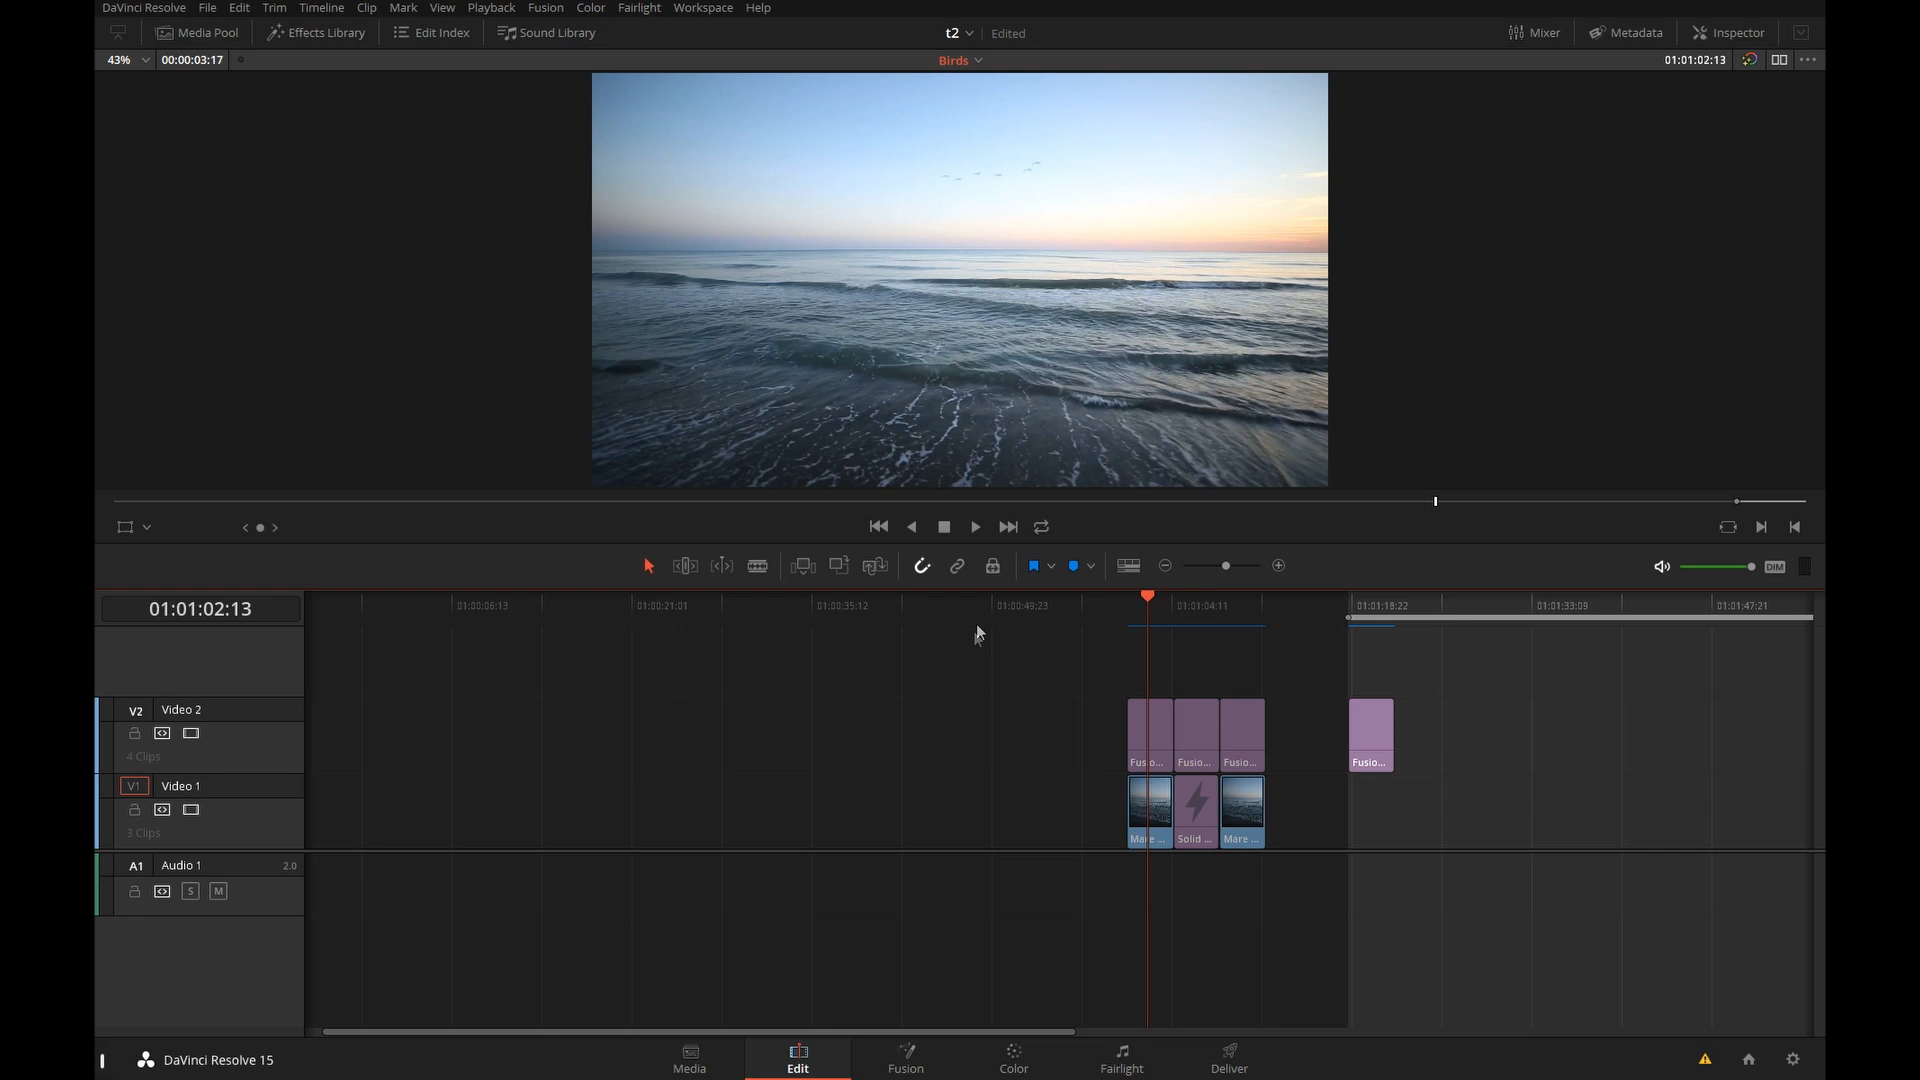 DaVinci Resolve File Edit Trim Timeline Clip Mark View Playback Fusion Color Fairlight Workspace Help
Media Pool Effects Library Edit Index Sound Library t2 Edited Mixer Metadata Inspector
43% 00:00:03:17 Birds 01:01:02:13
DIM
01:01:02:13 01:00:06:13 01:00:21:01 01:00:35:12 01:00:49:23 01:01:04:11 01:01:18:22 01:01:33:09 01:01:47:21
V2 Video 2
4 Clips
Fusio... Fusio... Fusio... Fusio...
V1 Video 1
3 Clips
Mare ... Solid ... Mare ...
A1 Audio 1 2.0
S M
DaVinci Resolve 15
Media Edit Fusion Color Fairlight Deliver